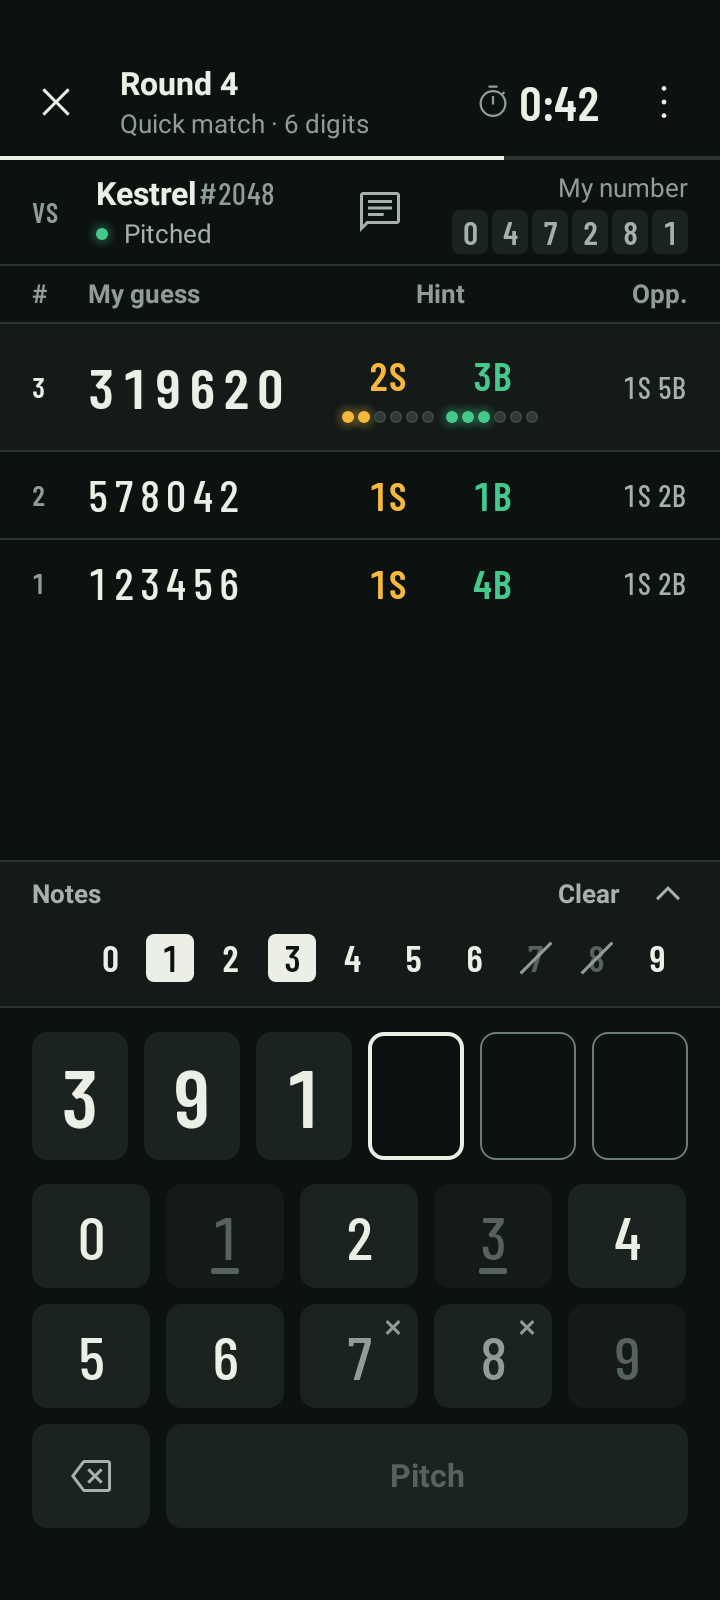 Round 4
Quick match · 6 digits
0:42
VS
Kestrel#2048
Pitched
My number
0 4 7 2 8 1
# My guess Hint Opp.
3 319620 2S 3B 1S 5B
2 578042 1S 1B 1S 2B
1 123456 1S 4B 1S 2B
Notes Clear
0 1 2 3 4 5 6 7 8 9
3 9 1
0 1 2 3 4
5 6 7 8 9
Pitch